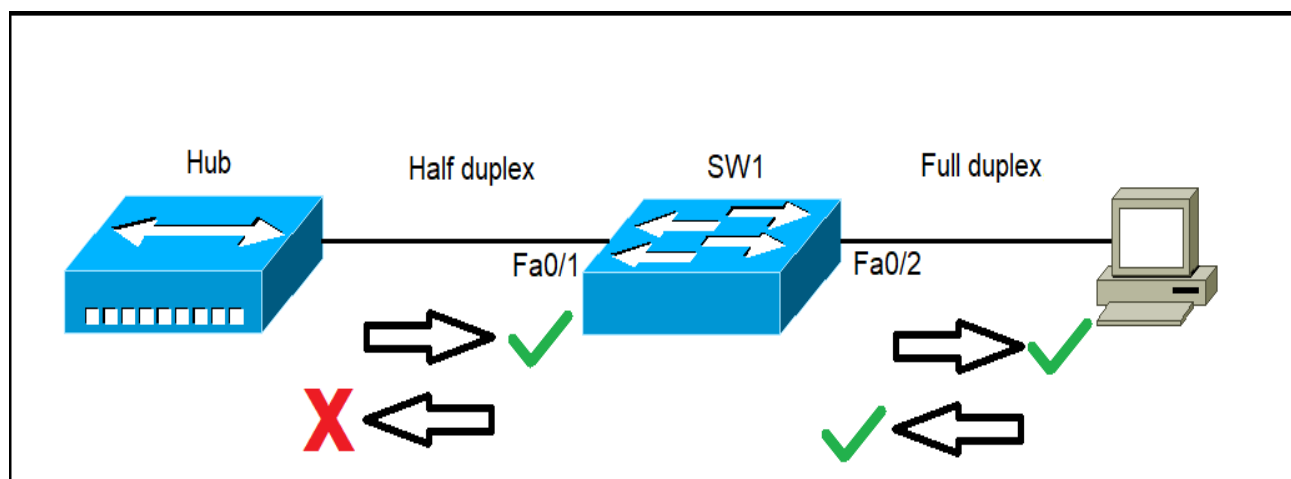 Hub
Half duplex
SW1
Full duplex
Fa0/1
Fa0/2
X